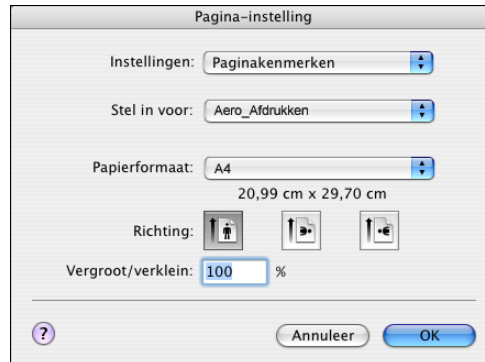 Pagina-instelling
Instellingen: Paginakenmerken
Stel in voor: Aero_Afdrukken
Papierformaat: A4
20,99 cm x 29,70 cm
Richting:
Vergroot/verklein: 100 %
? Annuleer OK